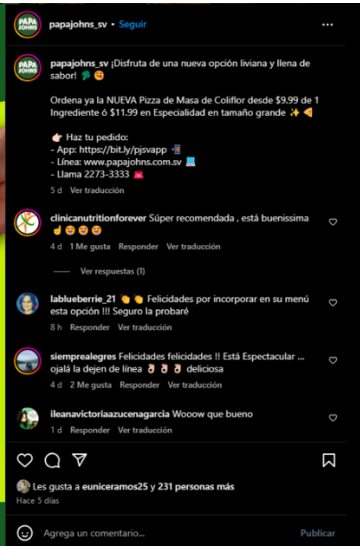 PAPA JOHNS
papajohns_sv • Seguir
PAPA JOHNS
papajohns_sv ¡Disfruta de una nueva opción liviana y llena de
sabor! 🫑 😋
Ordena ya la NUEVA Pizza de Masa de Coliflor desde $9.99 de 1
Ingrediente ó $11.99 en Especialidad en tamaño grande ✨ 🍕
👉 Haz tu pedido:
- App: https://bit.ly/pjsvapp 📲
- Línea: www.papajohns.com.sv 💻
- Llama 2273-3333 ☎️
5 d Ver traducción
clinicanutritionforever Súper recomendada , está buenissima
☝️🥰🥰🥰
4 d 1 Me gusta Responder Ver traducción
Ver respuestas (1)
lablueberrie_21 👏 👏 Felicidades por incorporar en su menú
esta opción !!! Seguro la probaré
8 h Responder Ver traducción
siemprealegres Felicidades felicidades !! Está Espectacular ...
ojalá la dejen de línea 👌👌👌 deliciosa
4 d 2 Me gusta Responder Ver traducción
ileanavictoriaazucenagarcia Wooow que bueno
1 d Responder Ver traducción
Les gusta a euniceramos25 y 231 personas más
Hace 5 días
Agrega un comentario... Publicar